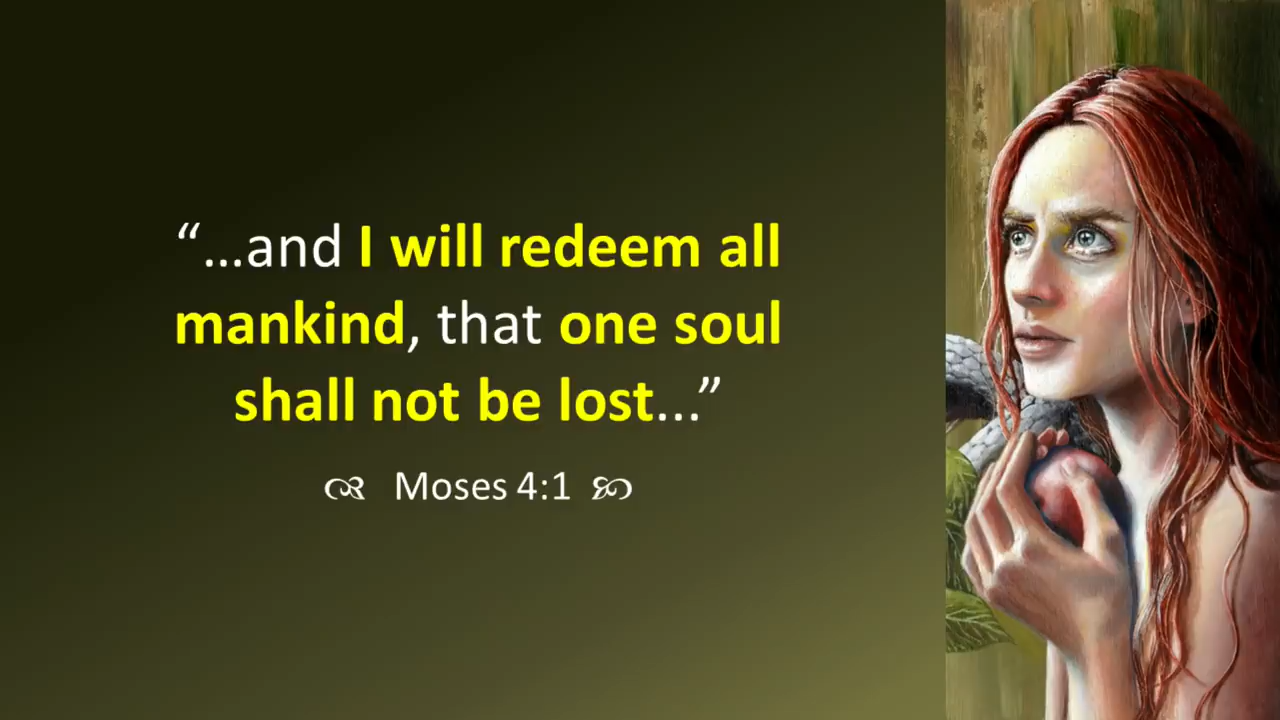 “…and I will redeem all
mankind, that one soul
shall not be lost...”
Moses 4:1